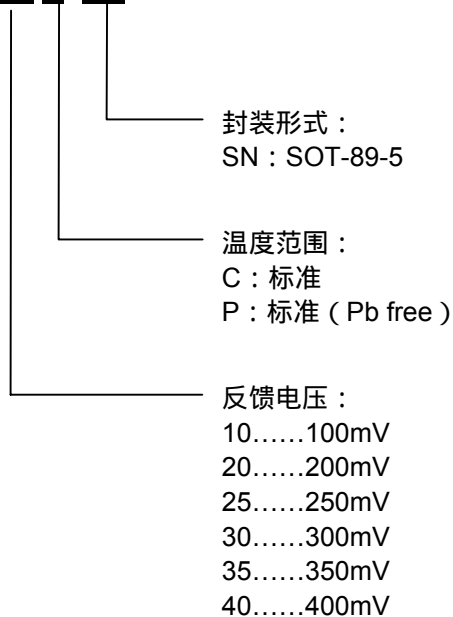 封装形式：
SN：SOT-89-5
温度范围：
C：标准
P：标准（Pb free）
反馈电压：
10……100mV
20……200mV
25……250mV
30……300mV
35……350mV
40……400mV